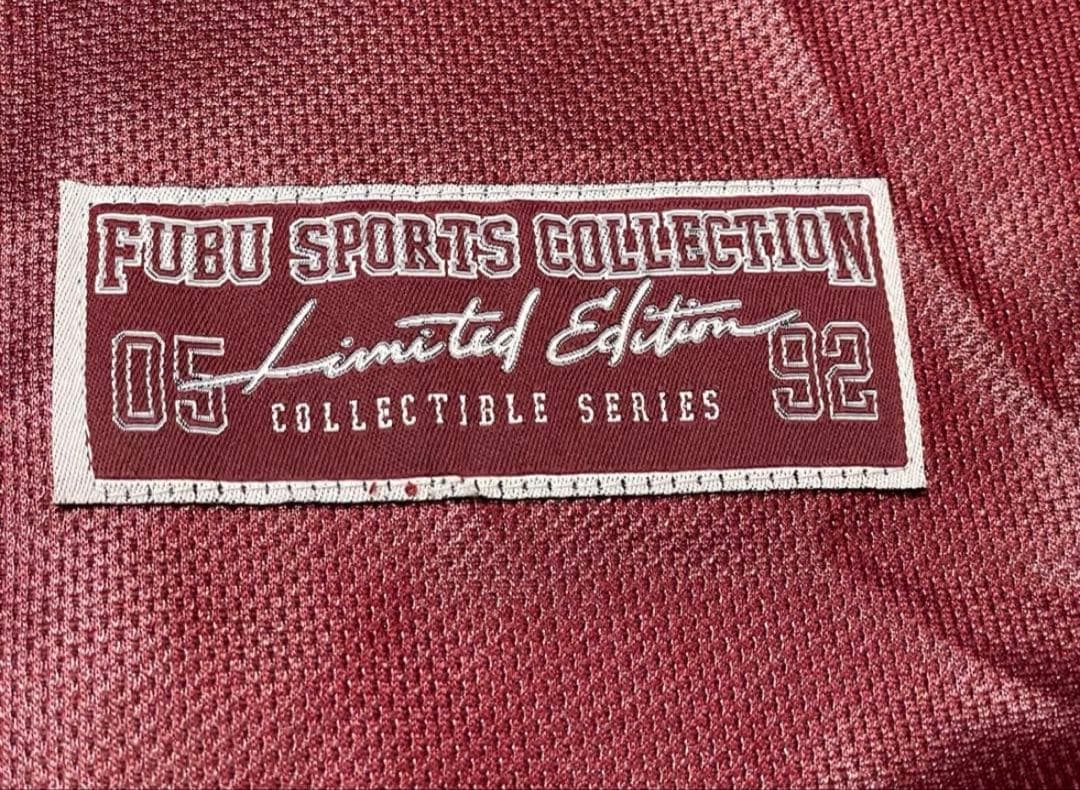 FUBU SPORTS COLLECTION
05 Limited Edition 92
COLLECTIBLE SERIES